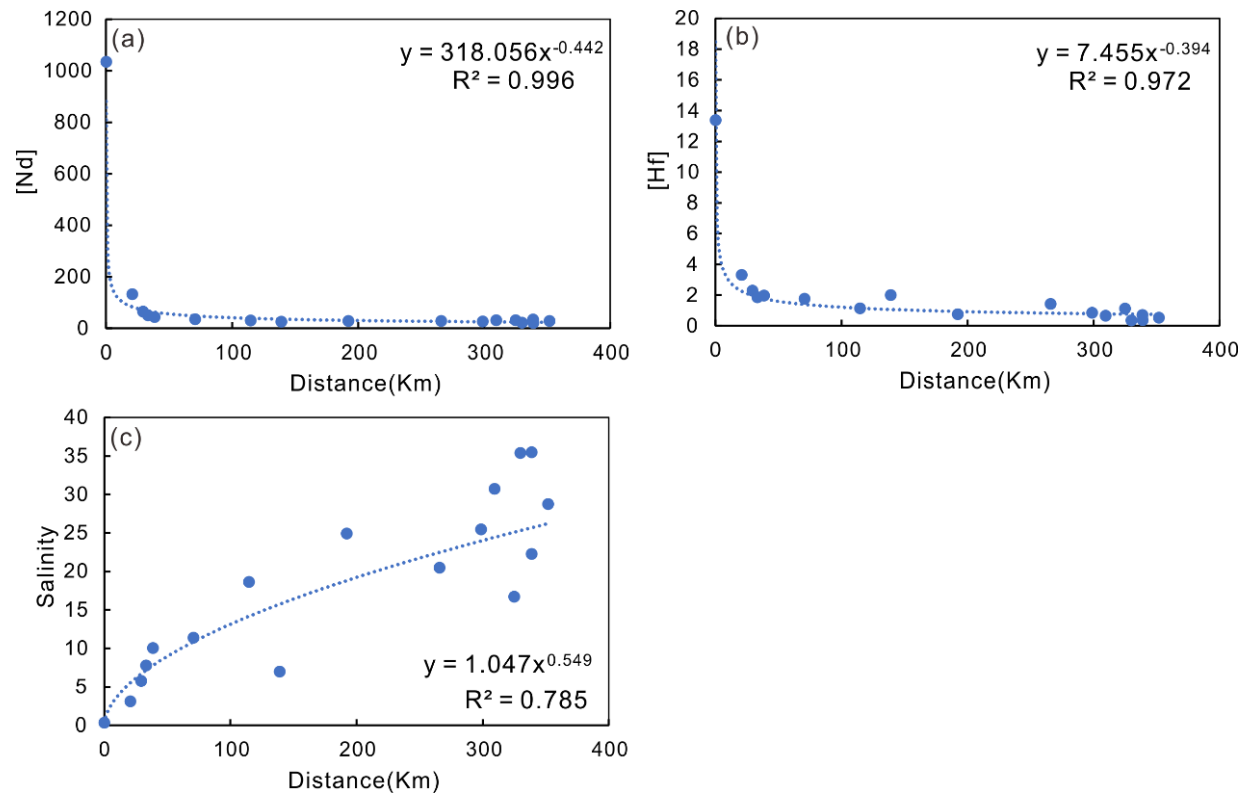 (a)
y = 318.056x^-0.442
R² = 0.996
1200
1000
800
600
400
200
0
[Nd]
0 100 200 300 400
Distance(Km)
(b)
y = 7.455x^-0.394
R² = 0.972
20
18
16
14
12
10
8
6
4
2
0
[Hf]
0 100 200 300 400
Distance(Km)
(c)
40
35
30
25
20
15
10
5
0
Salinity
y = 1.047x^0.549
R² = 0.785
0 100 200 300 400
Distance(Km)